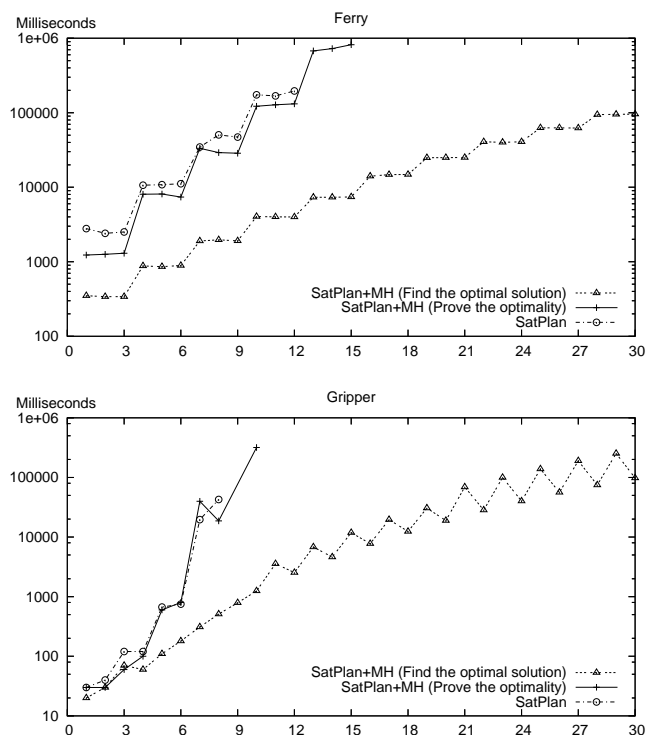 Ferry
Milliseconds
1e+06
100000
10000
1000
100
SatPlan+MH (Find the optimal solution)
SatPlan+MH (Prove the optimality)
SatPlan
0 3 6 9 12 15 18 21 24 27 30
Gripper
Milliseconds
1e+06
100000
10000
1000
100
10
SatPlan+MH (Find the optimal solution)
SatPlan+MH (Prove the optimality)
SatPlan
0 3 6 9 12 15 18 21 24 27 30